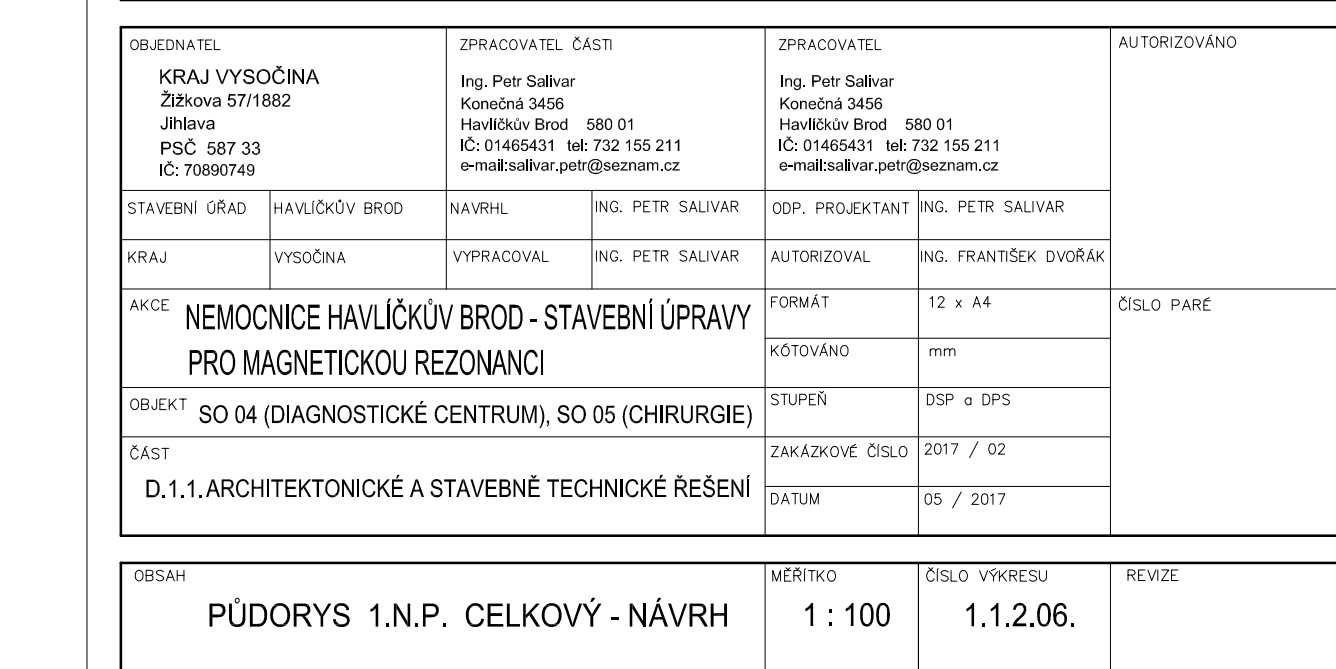 OBJEDNATEL
KRAJ VYSOČINA
Žižkova 57/1882
Jihlava
PSČ 587 33
IČ: 70890749
ZPRACOVATEL ČÁSTI
Ing. Petr Salivar
Konečná 3456
Havlíčkův Brod 580 01
IČ: 01465431 tel: 732 155 211
e-mail:salivar.petr@seznam.cz
ZPRACOVATEL
Ing. Petr Salivar
Konečná 3456
Havlíčkův Brod 580 01
IČ: 01465431 tel: 732 155 211
e-mail:salivar.petr@seznam.cz
AUTORIZOVÁNO
STAVEBNÍ ÚŘAD HAVLÍČKŮV BROD NAVRHL ING. PETR SALIVAR ODP. PROJEKTANT ING. PETR SALIVAR
KRAJ VYSOČINA VYPRACOVAL ING. PETR SALIVAR AUTORIZOVAL ING. FRANTIŠEK DVOŘÁK
AKCE NEMOCNICE HAVLÍČKŮV BROD - STAVEBNÍ ÚPRAVY
PRO MAGNETICKOU REZONANCI
OBJEKT SO 04 (DIAGNOSTICKÉ CENTRUM), SO 05 (CHIRURGIE)
ČÁST
D.1.1. ARCHITEKTONICKÉ A STAVEBNĚ TECHNICKÉ ŘEŠENÍ
FORMÁT 12 x A4
KÓTOVÁNO mm
STUPEŇ DSP a DPS
ZAKÁZKOVÉ ČÍSLO 2017 / 02
DATUM 05 / 2017
ČÍSLO PARÉ
OBSAH
PŮDORYS 1.N.P. CELKOVÝ - NÁVRH
MĚŘÍTKO
1 : 100
ČÍSLO VÝKRESU
1.1.2.06.
REVIZE